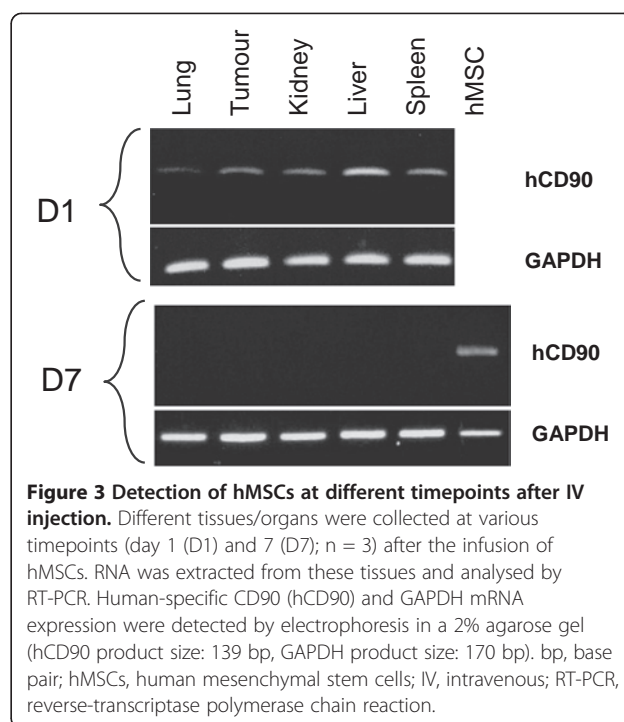 Lung
Tumour
Kidney
Liver
Spleen
hMSC
D1
hCD90
GAPDH
D7
hCD90
GAPDH
Figure 3 Detection of hMSCs at different timepoints after IV
injection. Different tissues/organs were collected at various
timepoints (day 1 (D1) and 7 (D7); n = 3) after the infusion of
hMSCs. RNA was extracted from these tissues and analysed by
RT-PCR. Human-specific CD90 (hCD90) and GAPDH mRNA
expression were detected by electrophoresis in a 2% agarose gel
(hCD90 product size: 139 bp, GAPDH product size: 170 bp). bp, base
pair; hMSCs, human mesenchymal stem cells; IV, intravenous; RT-PCR,
reverse-transcriptase polymerase chain reaction.